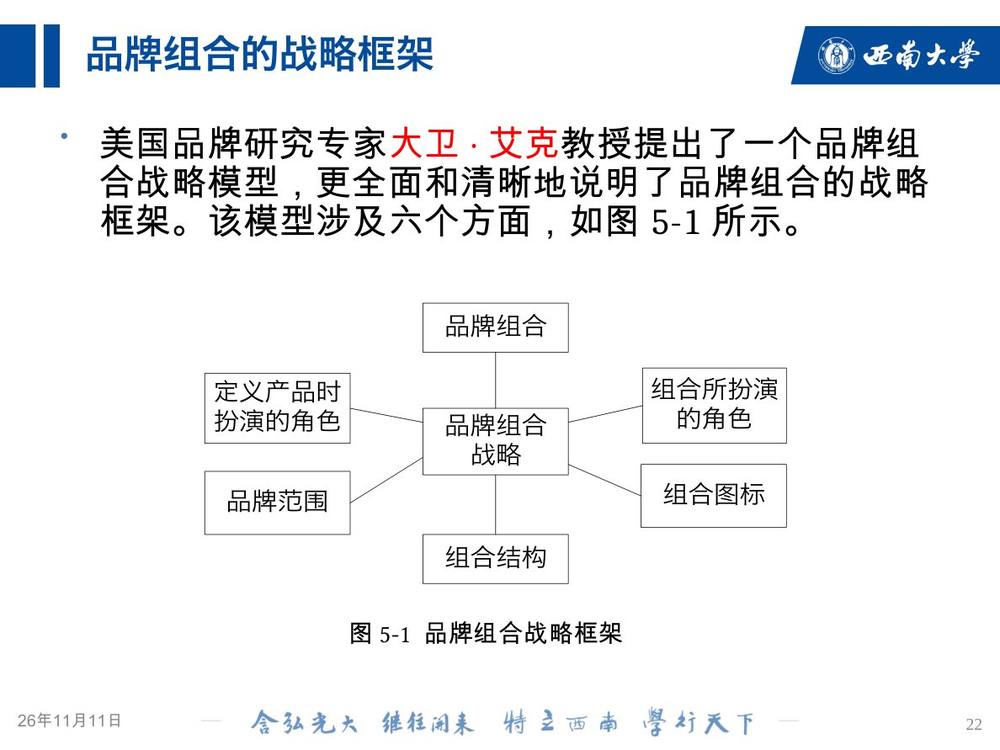 品牌组合的战略框架
西南大学
• 美国品牌研究专家大卫·艾克教授提出了一个品牌组
合战略模型，更全面和清晰地说明了品牌组合的战略
框架。该模型涉及六个方面，如图 5-1 所示。
品牌组合
定义产品时
扮演的角色
组合所扮演
的角色
品牌组合
战略
品牌范围
组合图标
组合结构
图 5-1 品牌组合战略框架
26年11月11日
含弘光大 继往开来 特立西南 学行天下
22